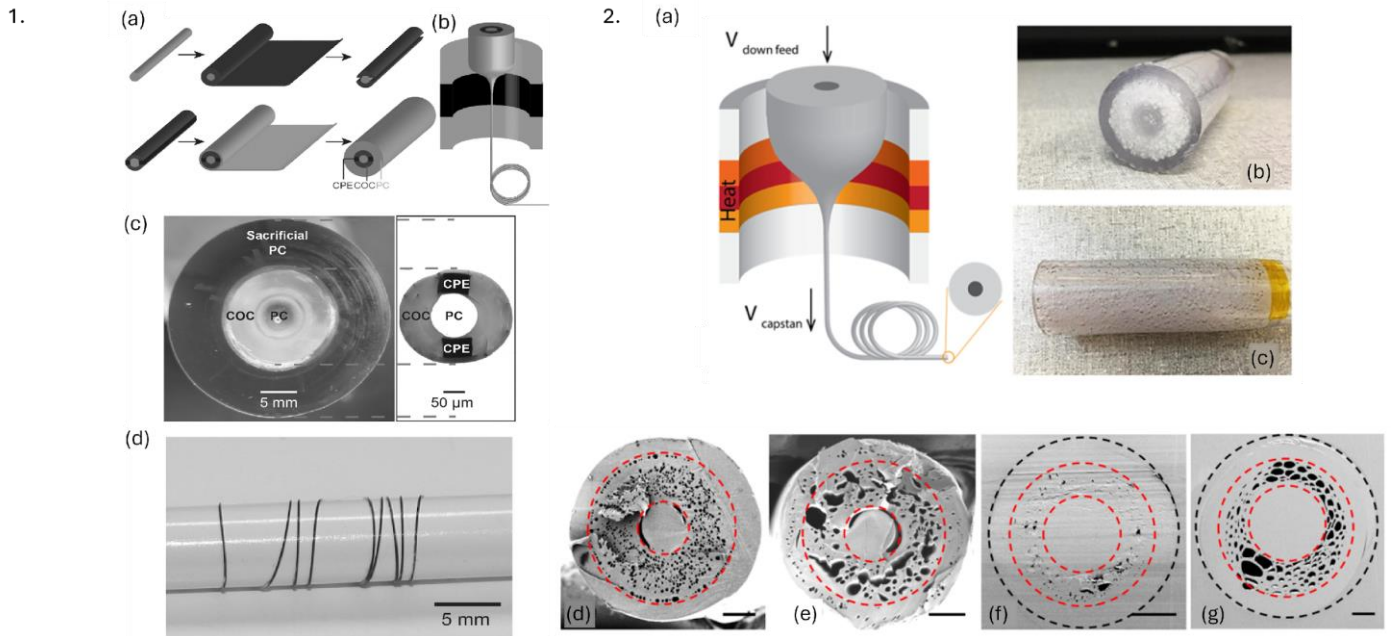 1.
(a)
(b)
CPE COC PC
(c)
Sacrificial
PC
COC
PC
5 mm
CPE
COC
PC
CPE
50 µm
(d)
5 mm
2.
(a)
V down feed
Heat
V capstan
(b)
(c)
(d)
(e)
(f)
(g)